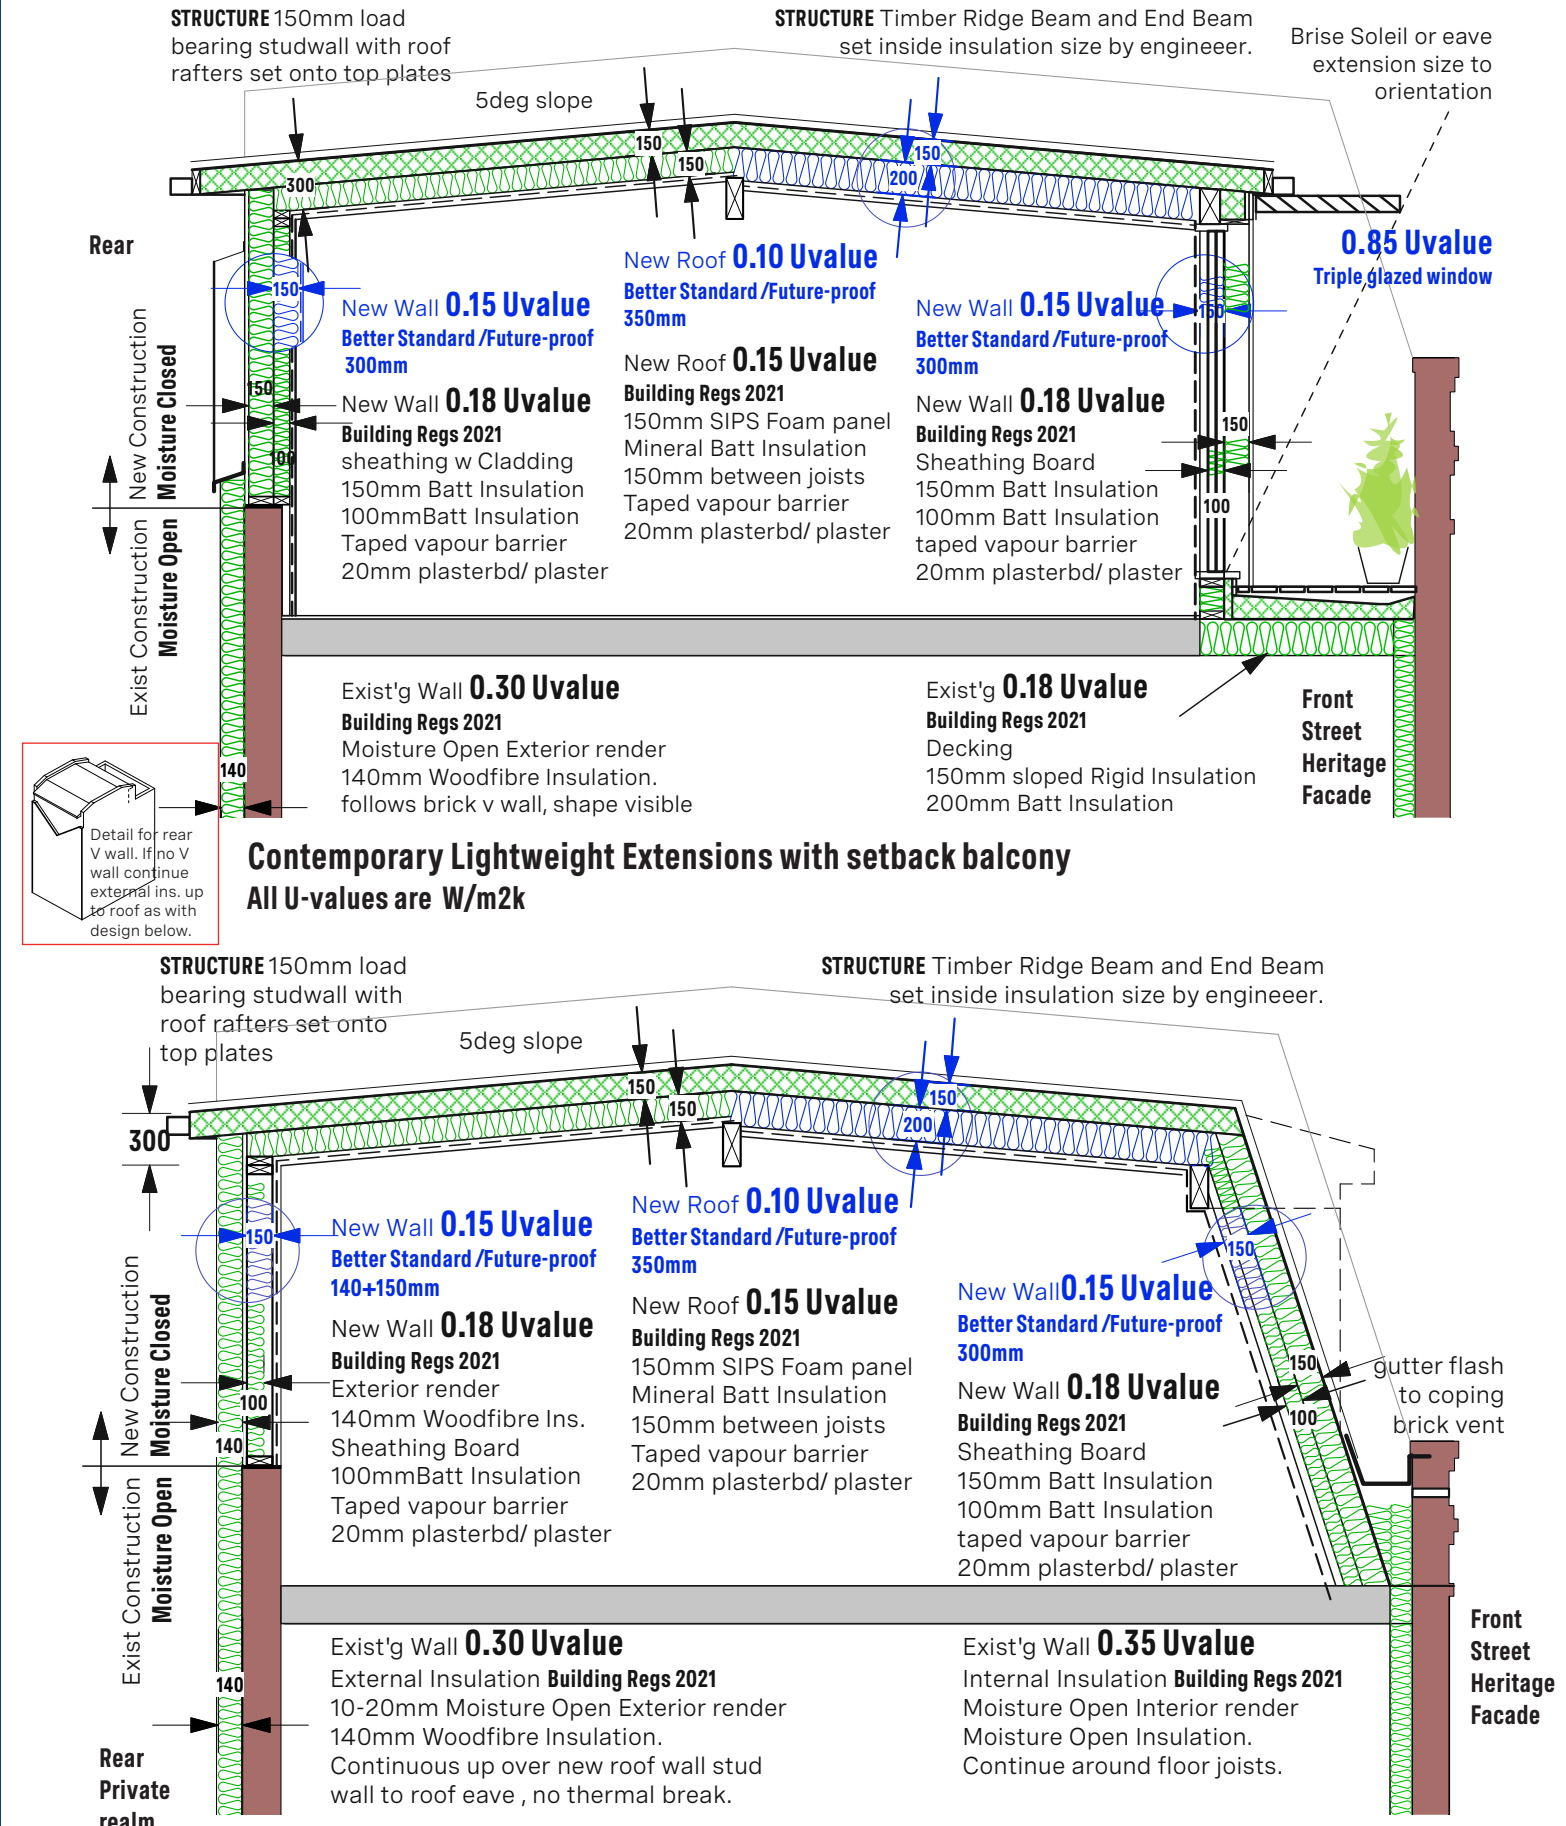 STRUCTURE 150mm load
bearing studwall with roof
rafters set onto top plates
5deg slope
STRUCTURE Timber Ridge Beam and End Beam
set inside insulation size by engineeer.
Brise Soleil or eave
extension size to
orientation
300
150
150
150
200
Rear
150
150
100
New Construction
Moisture Closed
Exist Construction
Moisture Open
New Wall 0.15 Uvalue
Better Standard /Future-proof
300mm
New Wall 0.18 Uvalue
Building Regs 2021
sheathing w Cladding
150mm Batt Insulation
100mmBatt Insulation
Taped vapour barrier
20mm plasterbd/ plaster
New Roof 0.10 Uvalue
Better Standard /Future-proof
350mm
New Roof 0.15 Uvalue
Building Regs 2021
150mm SIPS Foam panel
Mineral Batt Insulation
150mm between joists
Taped vapour barrier
20mm plasterbd/ plaster
New Wall 0.15 Uvalue
Better Standard /Future-proof
300mm
New Wall 0.18 Uvalue
Building Regs 2021
Sheathing Board
150mm Batt Insulation
100mm Batt Insulation
taped vapour barrier
20mm plasterbd/ plaster
0.85 Uvalue
Triple glazed window
150
150
100
Exist'g Wall 0.30 Uvalue
Building Regs 2021
Moisture Open Exterior render
140mm Woodfibre Insulation.
follows brick v wall, shape visible
Exist'g 0.18 Uvalue
Building Regs 2021
Decking
150mm sloped Rigid Insulation
200mm Batt Insulation
Front
Street
Heritage
Facade
140
Detail for rear
V wall. If no V
wall continue
external ins. up
to roof as with
design below.
Contemporary Lightweight Extensions with setback balcony
All U-values are W/m2k
STRUCTURE 150mm load
bearing studwall with
roof rafters set onto
top plates
5deg slope
STRUCTURE Timber Ridge Beam and End Beam
set inside insulation size by engineeer.
300
150
150
150
200
150
100
140
New Construction
Moisture Closed
Exist Construction
Moisture Open
New Wall 0.15 Uvalue
Better Standard /Future-proof
140+150mm
New Wall 0.18 Uvalue
Building Regs 2021
Exterior render
140mm Woodfibre Ins.
Sheathing Board
100mmBatt Insulation
Taped vapour barrier
20mm plasterbd/ plaster
New Roof 0.10 Uvalue
Better Standard /Future-proof
350mm
New Roof 0.15 Uvalue
Building Regs 2021
150mm SIPS Foam panel
Mineral Batt Insulation
150mm between joists
Taped vapour barrier
20mm plasterbd/ plaster
150
New Wall 0.15 Uvalue
Better Standard /Future-proof
300mm
New Wall 0.18 Uvalue
Building Regs 2021
Sheathing Board
150mm Batt Insulation
100mm Batt Insulation
taped vapour barrier
20mm plasterbd/ plaster
150
100
gutter flash
to coping
brick vent
140
Exist'g Wall 0.30 Uvalue
External Insulation Building Regs 2021
10-20mm Moisture Open Exterior render
140mm Woodfibre Insulation.
Continuous up over new roof wall stud
wall to roof eave , no thermal break.
Exist'g Wall 0.35 Uvalue
Internal Insulation Building Regs 2021
Moisture Open Interior render
Moisture Open Insulation.
Continue around floor joists.
Front
Street
Heritage
Facade
Rear
Private
realm